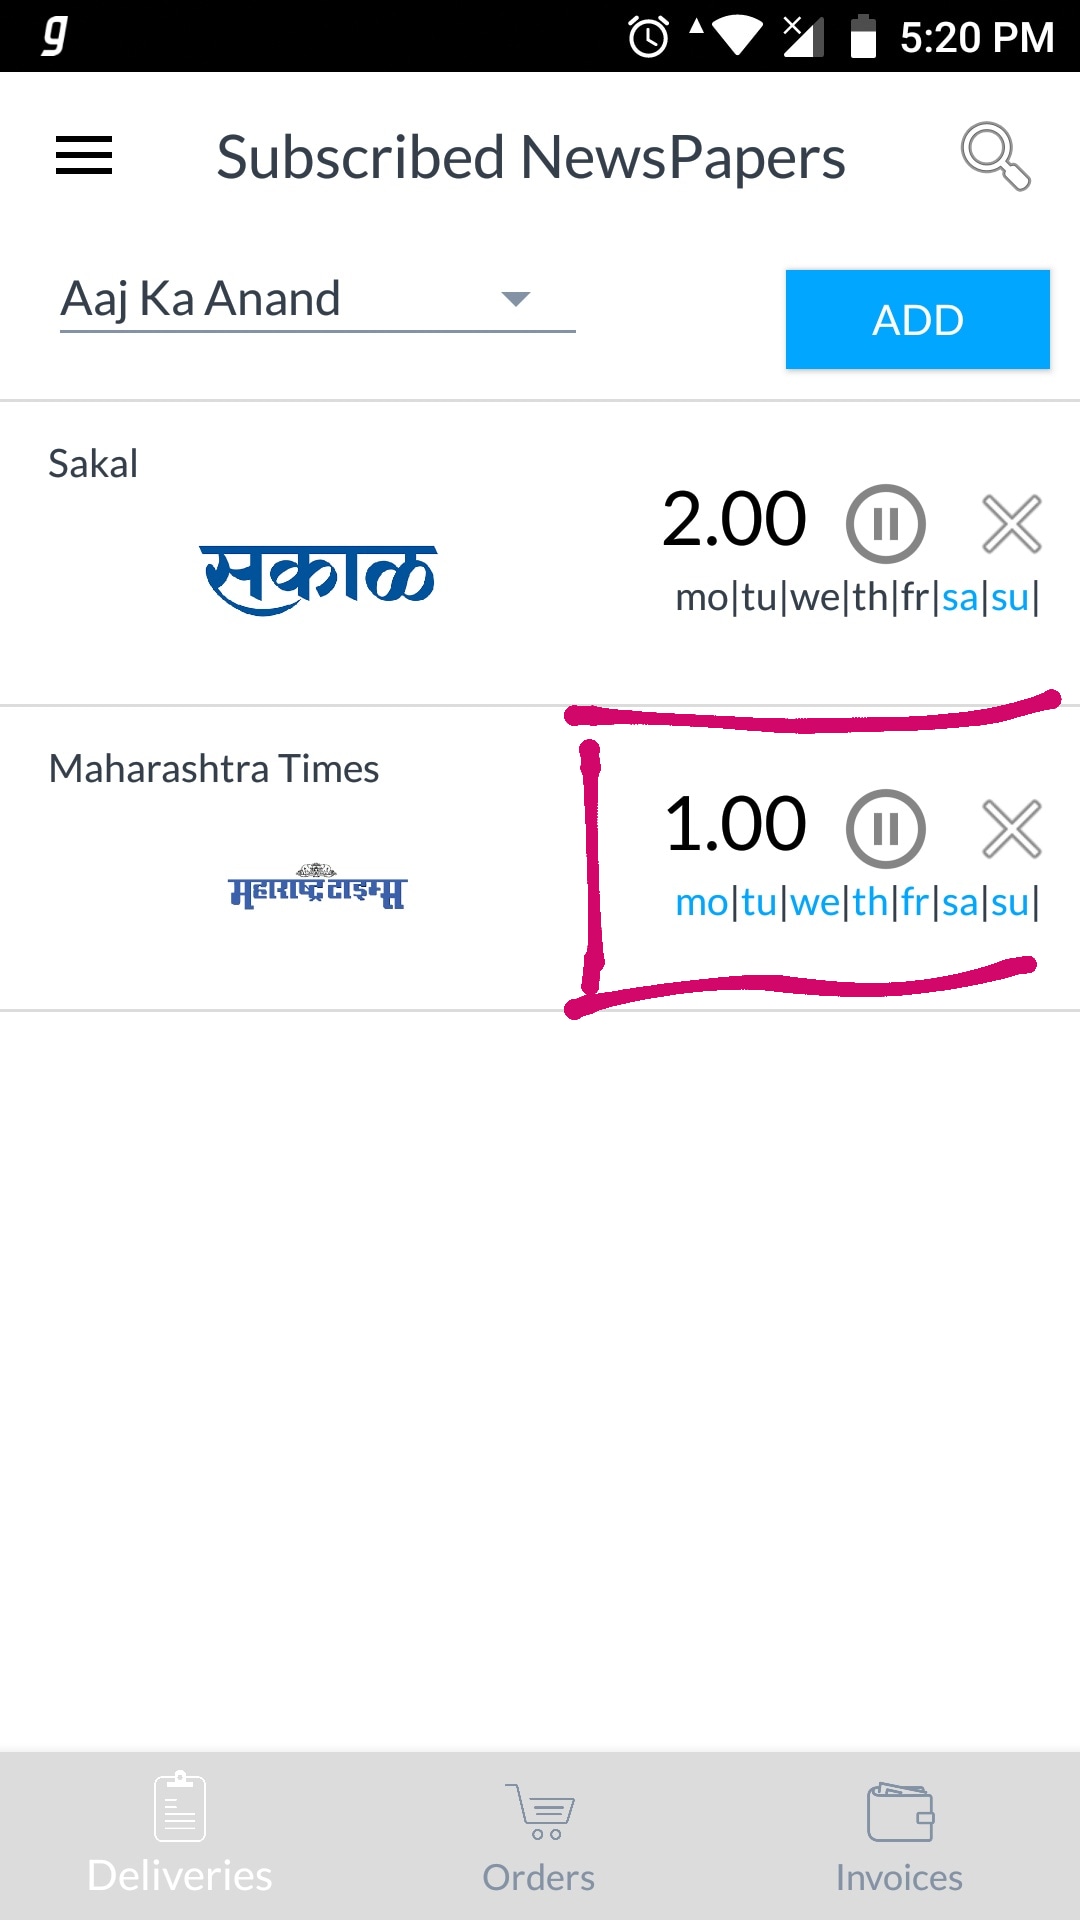 g
5:20 PM
Subscribed NewsPapers
Aaj Ka Anand
ADD
Sakal
सकाळ
2.00
mo|tu|we|th|fr|sa|su|
Maharashtra Times
महाराष्ट्र टाइम्स
1.00
mo|tu|we|th|fr|sa|su|
Deliveries
Orders
Invoices